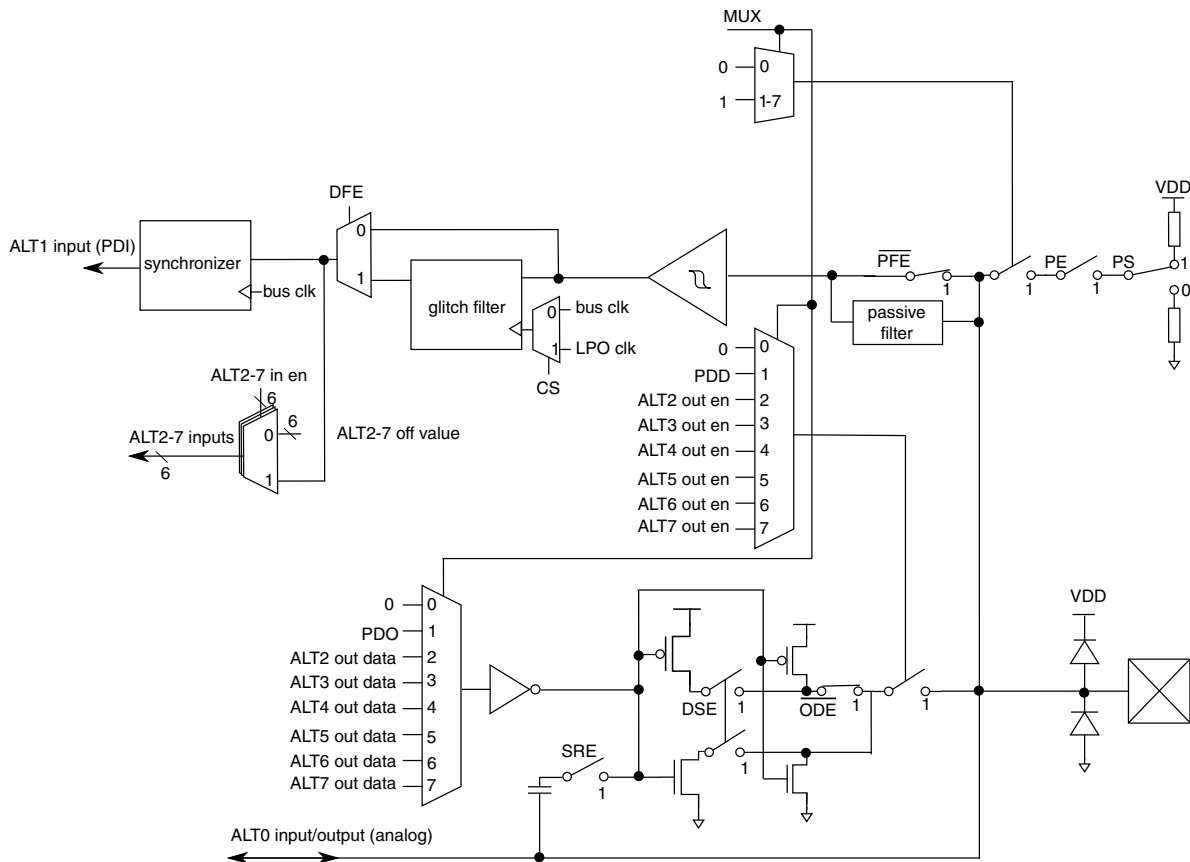 MUX
0
0
1
1-7
VDD
DFE
0
ALT1 input (PDI)
synchronizer
bus clk
1
glitch filter
0
bus clk
1
LPO clk
CS
PFE
1
1
PE
1
PS
1
0
passive
filter
ALT2-7 in en
6
6
0
ALT2-7 off value
ALT2-7 inputs
6
1
0
0
PDD
1
ALT2 out en
2
ALT3 out en
3
ALT4 out en
4
ALT5 out en
5
ALT6 out en
6
ALT7 out en
7
0
0
PDO
1
ALT2 out data
2
ALT3 out data
3
ALT4 out data
4
ALT5 out data
5
ALT6 out data
6
ALT7 out data
7
DSE
1
ODE
1
1
1
SRE
1
VDD
ALT0 input/output (analog)